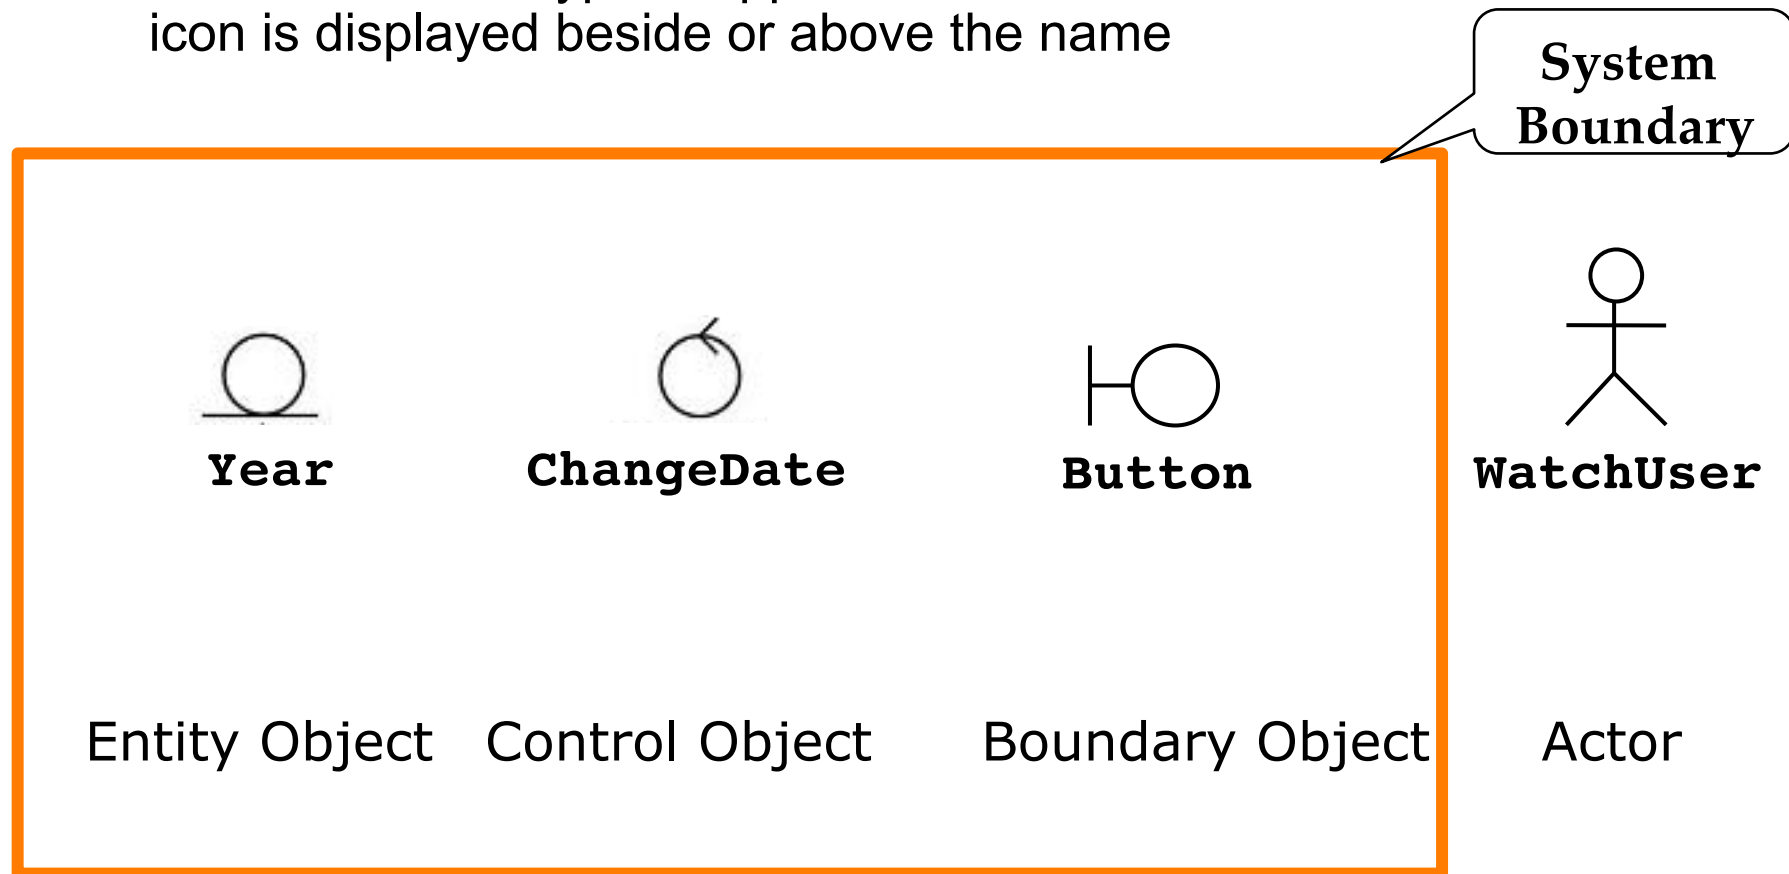 icon is displayed beside or above the name
System
Boundary
Year ChangeDate Button WatchUser
Entity Object Control Object Boundary Object Actor